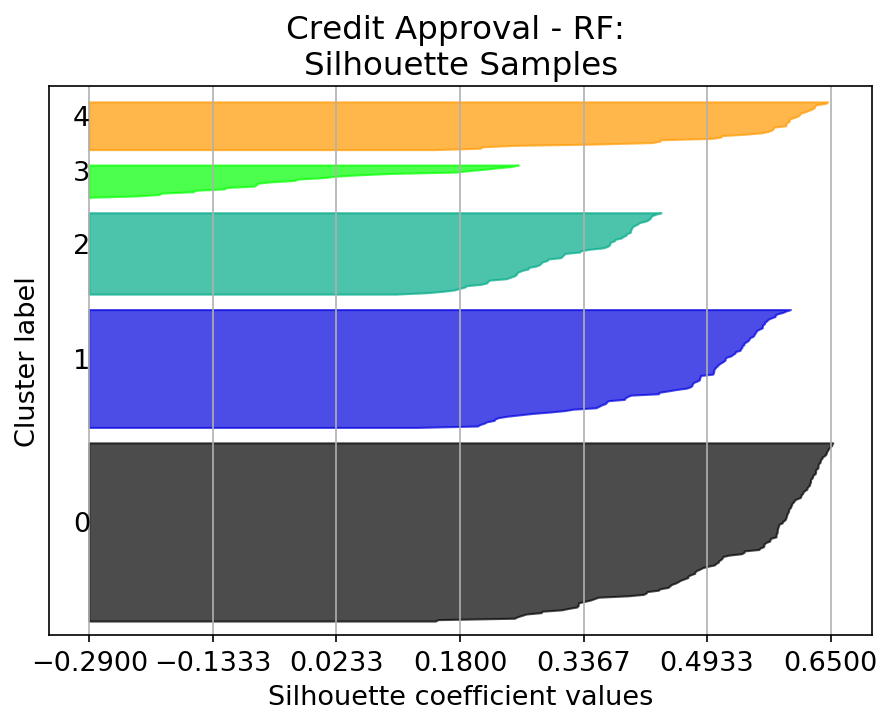 Credit Approval - RF:
Silhouette Samples
4
3
2
1
0
Cluster label
−0.2900 −0.1333 0.0233 0.1800 0.3367 0.4933 0.6500
Silhouette coefficient values